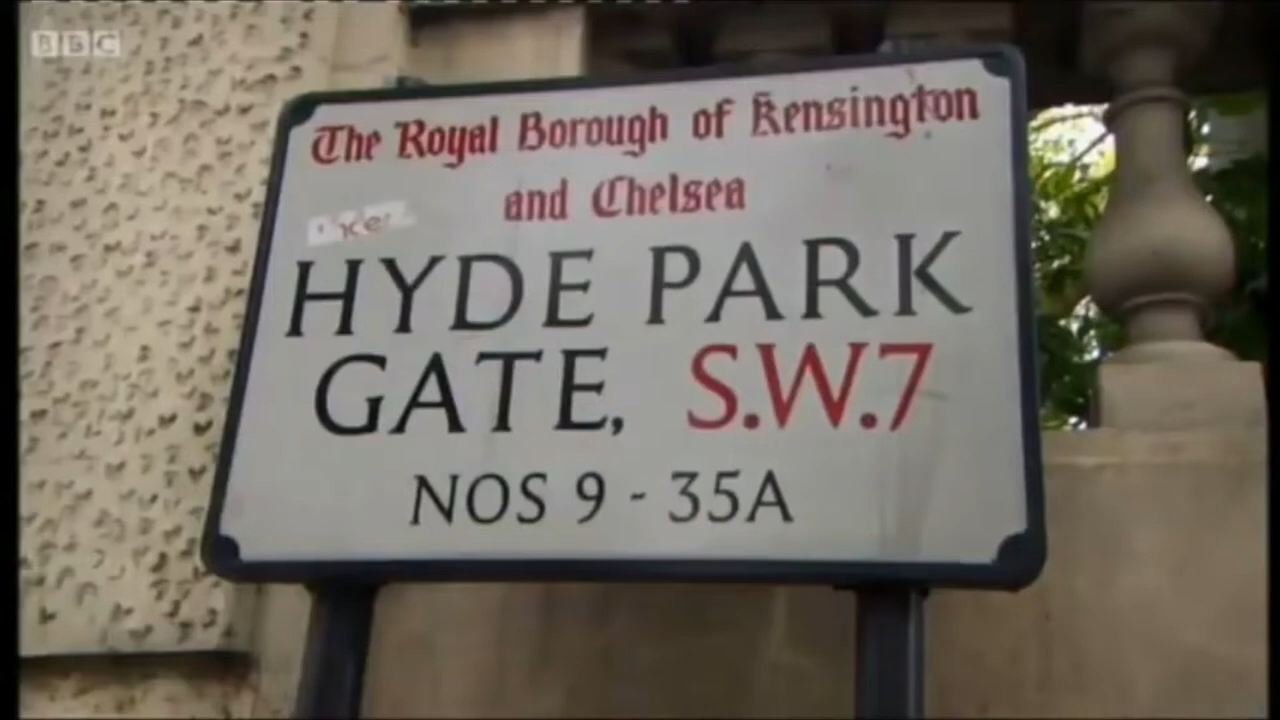 BBC
The Royal Borough of Kensington
and Chelsea
HYDE PARK
GATE, S.W.7
NOS 9 - 35A